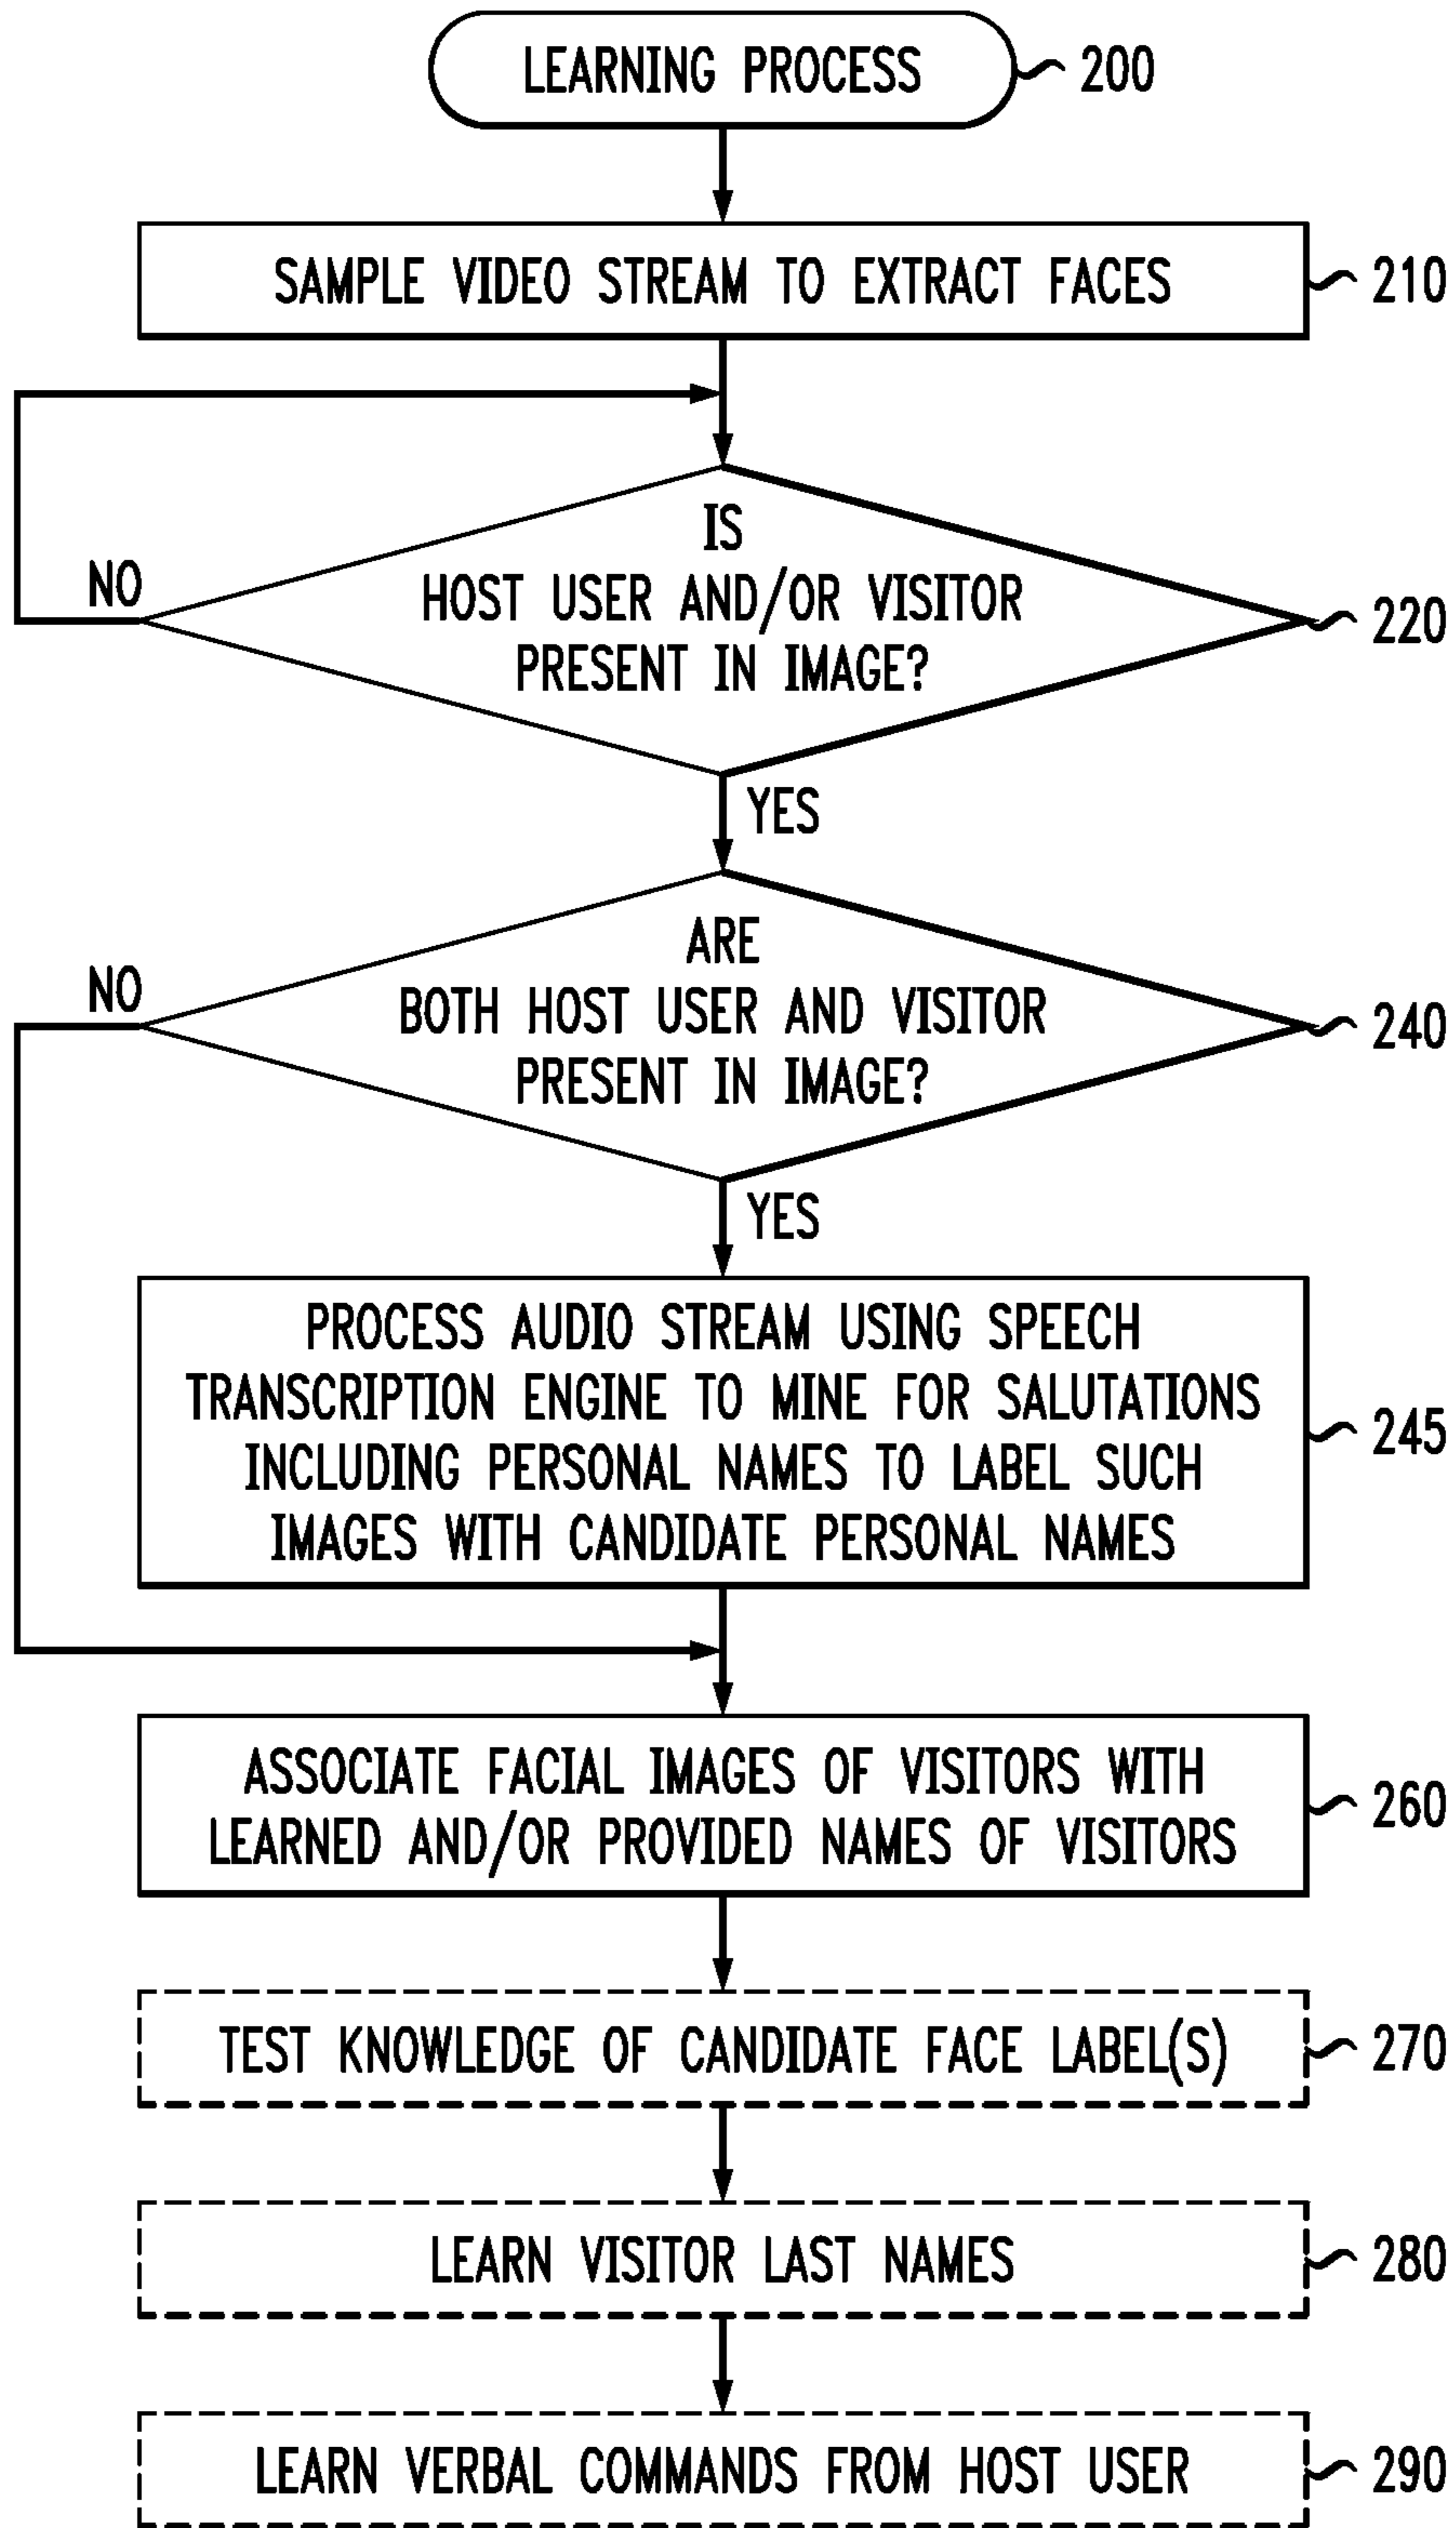 LEARNING PROCESS
200
SAMPLE VIDEO STREAM TO EXTRACT FACES
210
IS
HOST USER AND/OR VISITOR
PRESENT IN IMAGE?
220
NO
YES
ARE
BOTH HOST USER AND VISITOR
PRESENT IN IMAGE?
240
NO
YES
PROCESS AUDIO STREAM USING SPEECH
TRANSCRIPTION ENGINE TO MINE FOR SALUTATIONS
INCLUDING PERSONAL NAMES TO LABEL SUCH
IMAGES WITH CANDIDATE PERSONAL NAMES
245
ASSOCIATE FACIAL IMAGES OF VISITORS WITH
LEARNED AND/OR PROVIDED NAMES OF VISITORS
260
TEST KNOWLEDGE OF CANDIDATE FACE LABEL(S)
270
LEARN VISITOR LAST NAMES
280
LEARN VERBAL COMMANDS FROM HOST USER
290